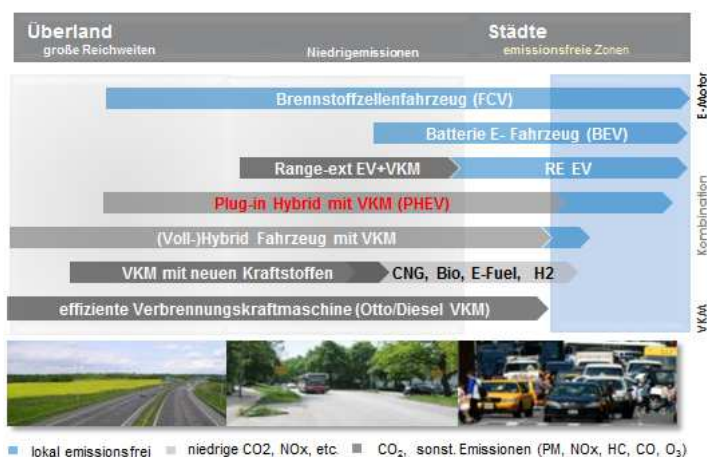 Überland
große Reichweiten
Niedrigemissionen
Städte
emissionsfreie Zonen
Brennstoffzellenfahrzeug (FCV)
Batterie E- Fahrzeug (BEV)
Range-ext EV+VKM
RE EV
Plug-in Hybrid mit VKM (PHEV)
(Voll-)Hybrid Fahrzeug mit VKM
VKM mit neuen Kraftstoffen
CNG, Bio, E-Fuel, H2
effiziente Verbrennungskraftmaschine (Otto/Diesel VKM)
E-Motor
Kombination
VKM
lokal emissionsfrei
niedrige CO2, NOx, etc.
CO₂, sonst. Emissionen (PM, NOx, HC, CO, O₃)